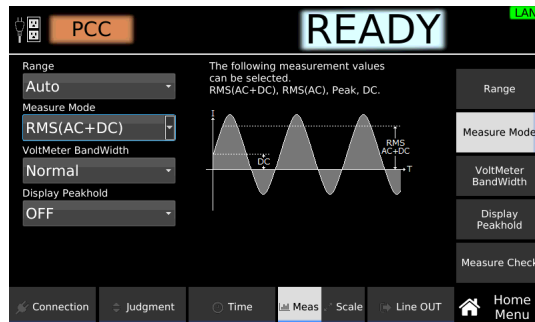 LAN
PCC
READY
Range
Auto
Measure Mode
RMS(AC+DC)
VoltMeter BandWidth
Normal
Display Peakhold
OFF
The following measurement values
can be selected.
RMS(AC+DC), RMS(AC), Peak, DC.
I
DC
RMS
AC+DC
T
Range
Measure Mode
VoltMeter
BandWidth
Display
Peakhold
Measure Check
Connection
Judgment
Time
Meas
Scale
Line OUT
Home
Menu